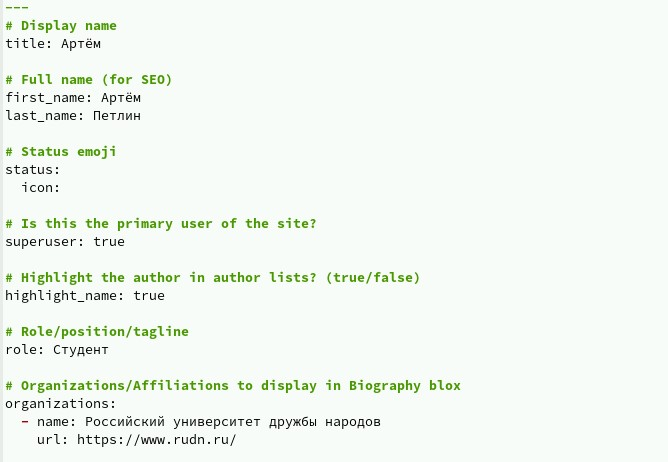 ---
# Display name
title: Артём
# Full name (for SEO)
first_name: Артём
last_name: Петлин
# Status emoji
status:
  icon:
# Is this the primary user of the site?
superuser: true
# Highlight the author in author lists? (true/false)
highlight_name: true
# Role/position/tagline
role: Студент
# Organizations/Affiliations to display in Biography blox
organizations:
  - name: Российский университет дружбы народов
    url: https://www.rudn.ru/